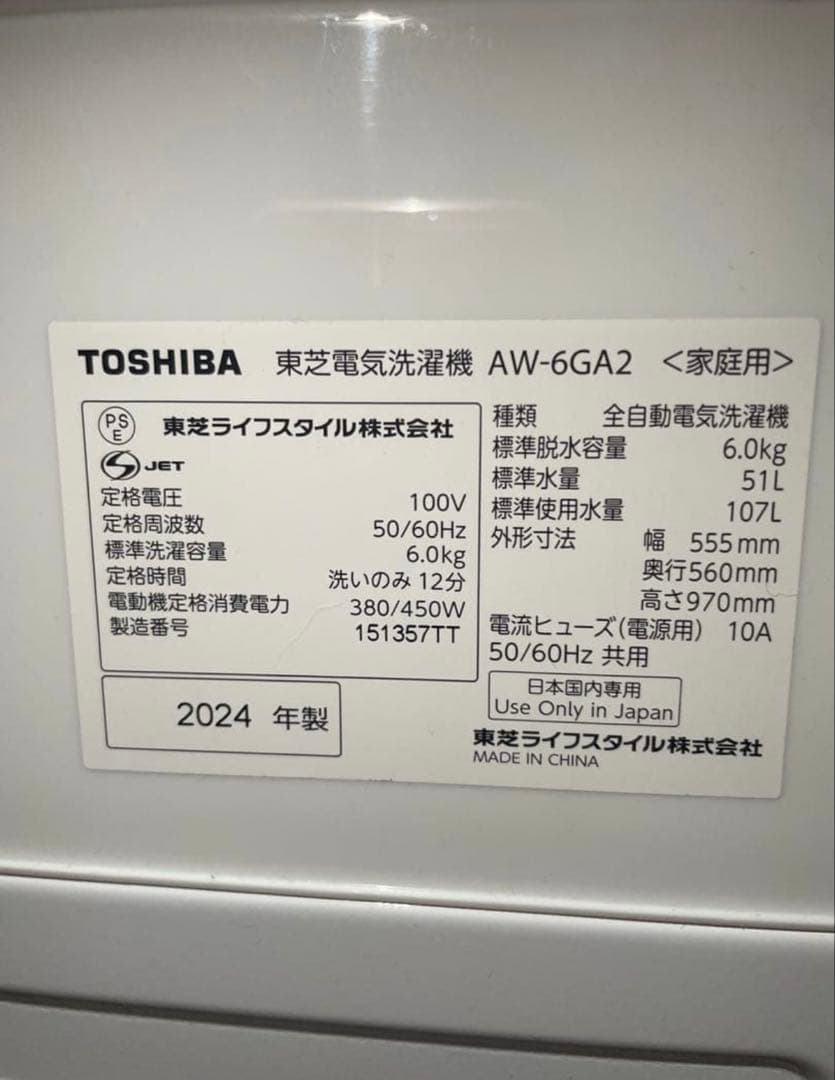 TOSHIBA 東芝電気洗濯機 AW-6GA2 <家庭用>
PS
E
東芝ライフスタイル株式会社
S JET
定格電圧 100V
定格周波数 50/60Hz
標準洗濯容量 6.0kg
定格時間 洗いのみ 12分
電動機定格消費電力 380/450W
製造番号 151357TT
2024 年製
種類 全自動電気洗濯機
標準脱水容量 6.0kg
標準水量 51L
標準使用水量 107L
外形寸法 幅 555mm
奥行560mm
高さ970mm
電流ヒューズ(電源用) 10A
50/60Hz 共用
日本国内専用
Use Only in Japan
東芝ライフスタイル株式会社
MADE IN CHINA